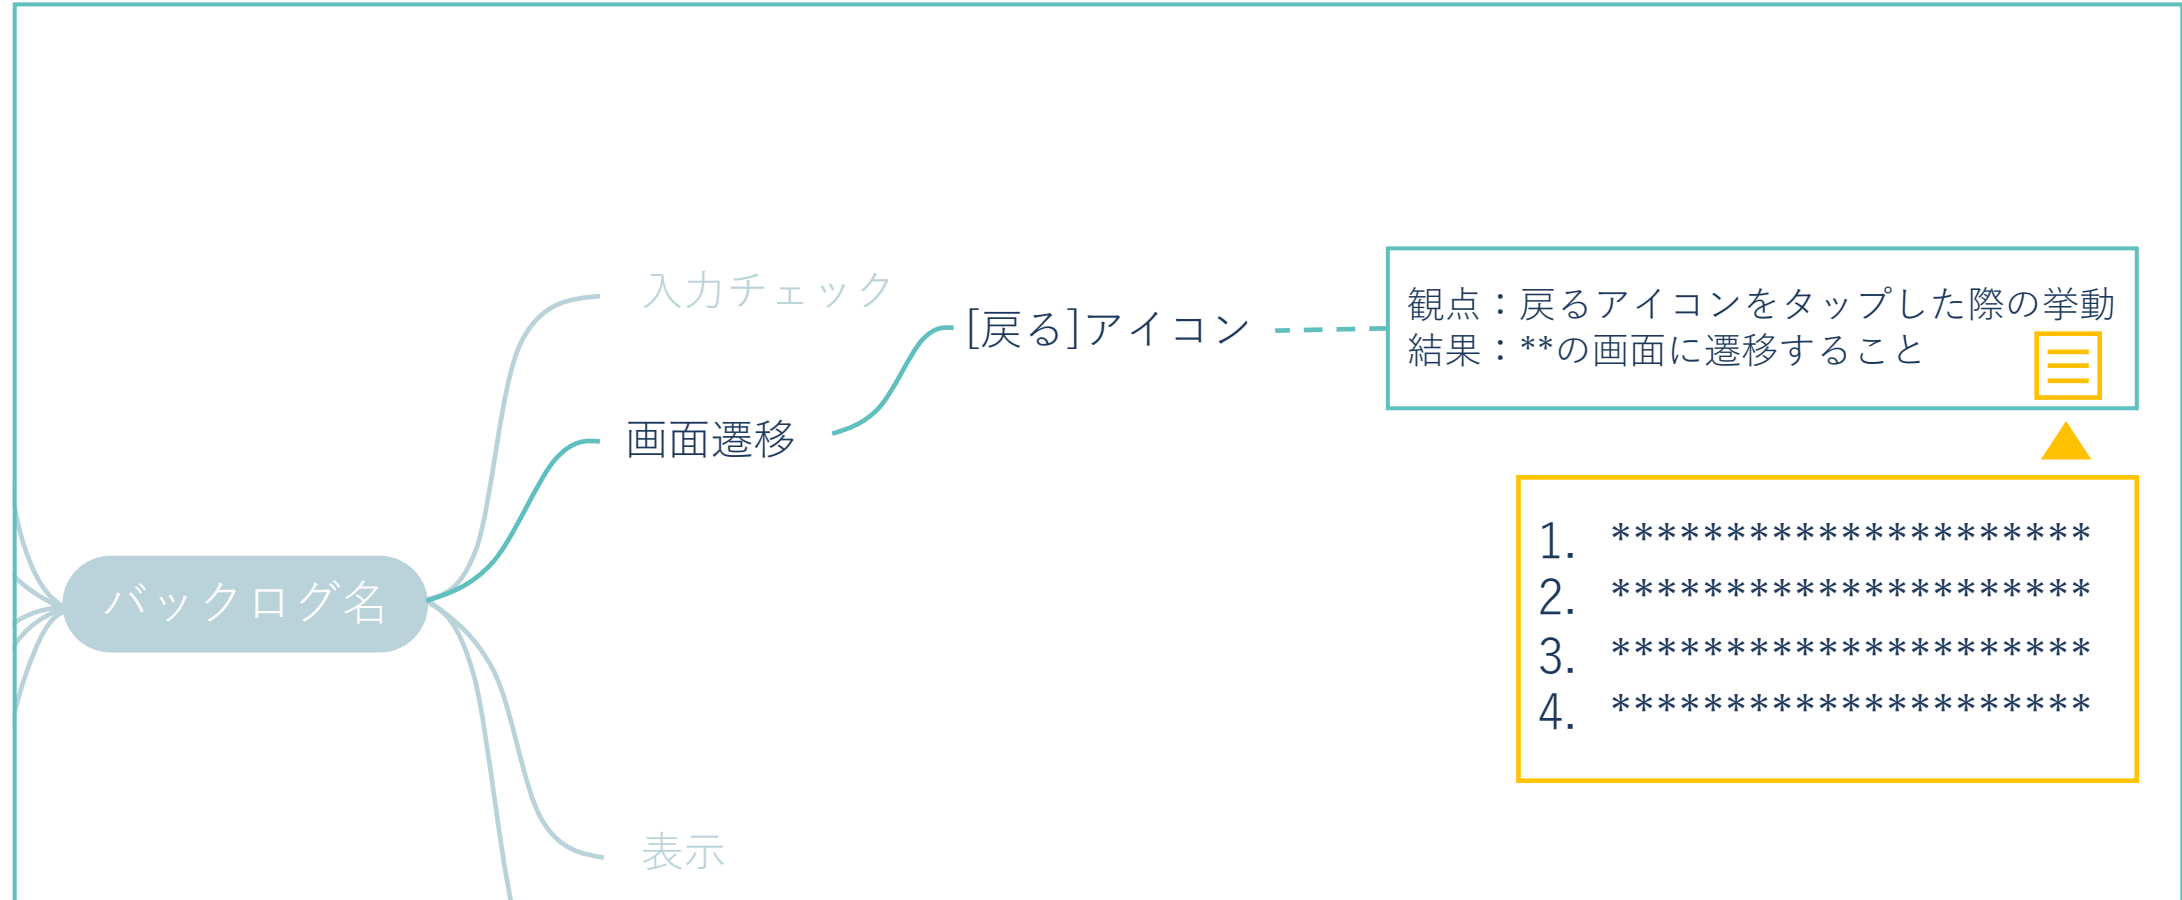 入力チェック
[戻る]アイコン
観点：戻るアイコンをタップした際の挙動
結果：**の画面に遷移すること
画面遷移
1. *********************
2. *********************
3. *********************
4. *********************
バックログ名
表示